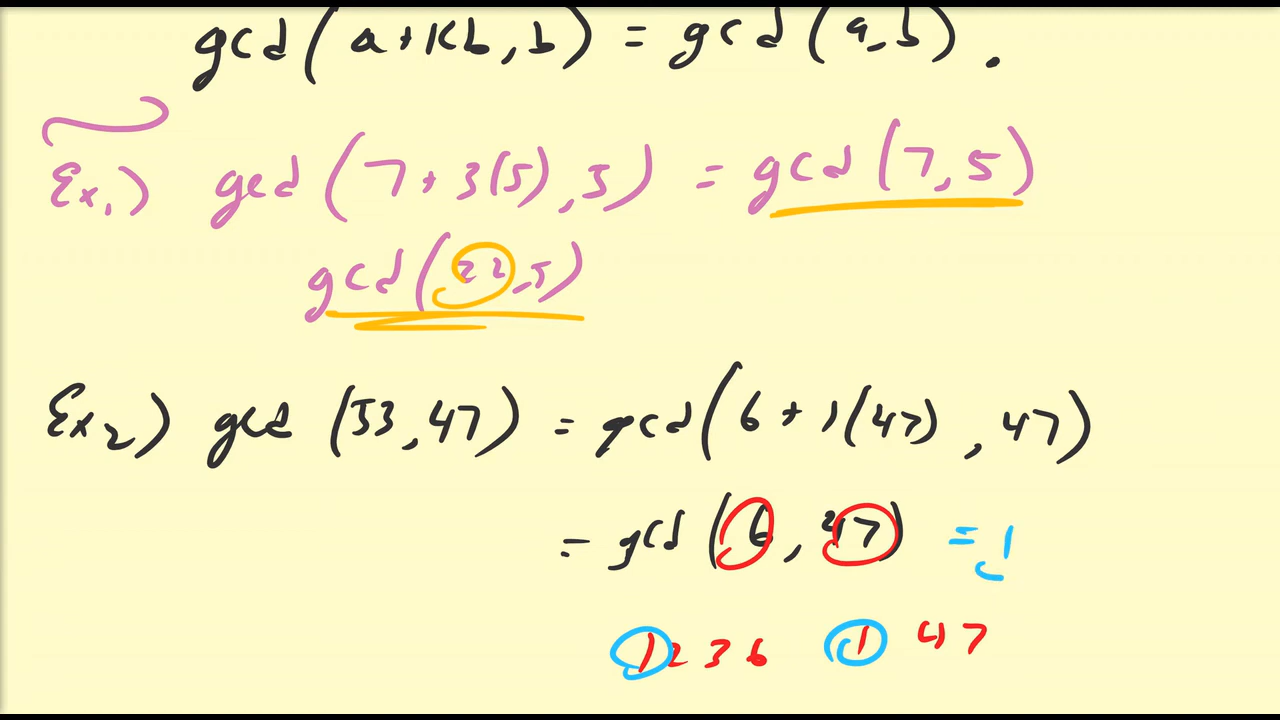 gcd(a+kb, b) = gcd(a, b).
Ex₁) gcd(7+3(5), 5) = gcd(7, 5)
gcd(22, 5)
Ex₂) gcd(53, 47) = gcd(6+1(47), 47)
= gcd(6, 47) = 1
1 2 3 6 1 47